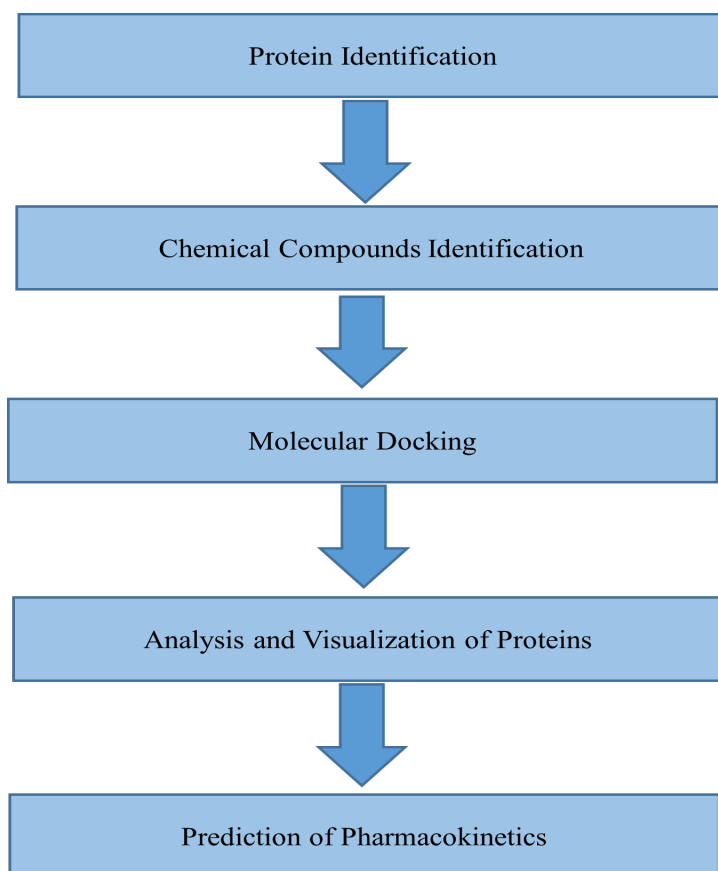 Protein Identification
Chemical Compounds Identification
Molecular Docking
Analysis and Visualization of Proteins
Prediction of Pharmacokinetics